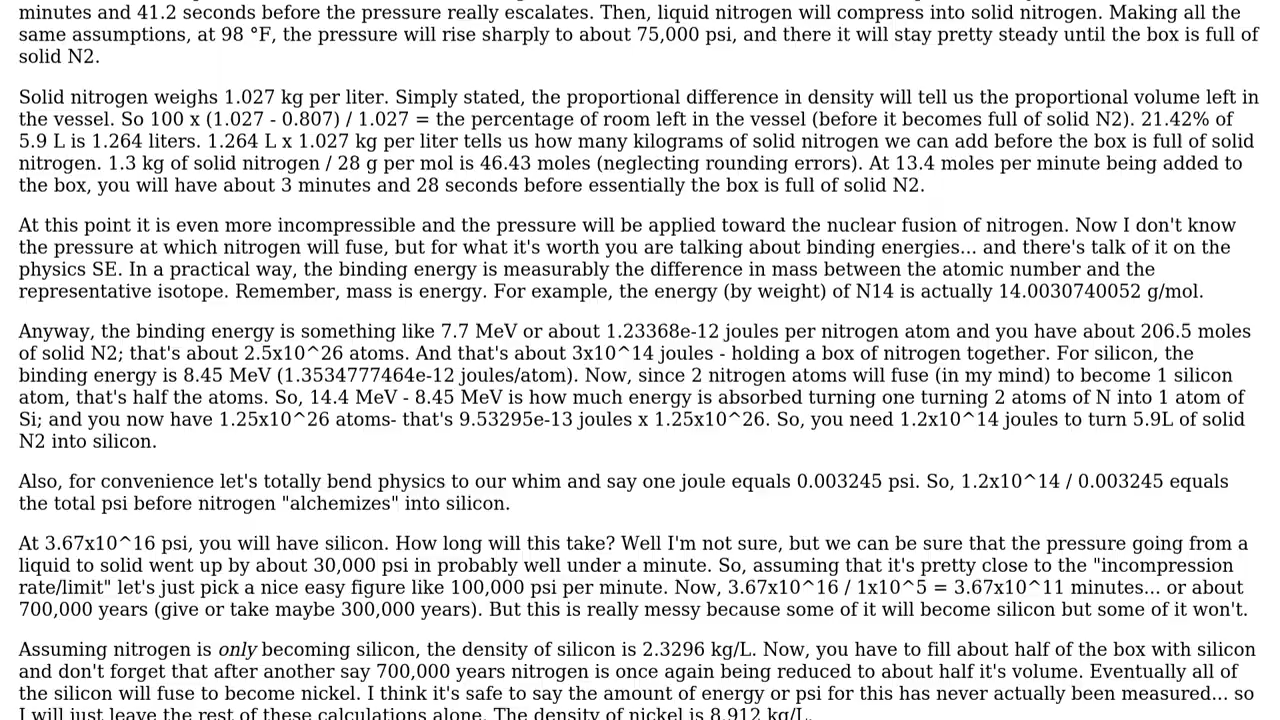 minutes and 41.2 seconds before the pressure really escalates. Then, liquid nitrogen will compress into solid nitrogen. Making all the
same assumptions, at 98 °F, the pressure will rise sharply to about 75,000 psi, and there it will stay pretty steady until the box is full of
solid N2.
Solid nitrogen weighs 1.027 kg per liter. Simply stated, the proportional difference in density will tell us the proportional volume left in
the vessel. So 100 x (1.027 - 0.807) / 1.027 = the percentage of room left in the vessel (before it becomes full of solid N2). 21.42% of
5.9 L is 1.264 liters. 1.264 L x 1.027 kg per liter tells us how many kilograms of solid nitrogen we can add before the box is full of solid
nitrogen. 1.3 kg of solid nitrogen / 28 g per mol is 46.43 moles (neglecting rounding errors). At 13.4 moles per minute being added to
the box, you will have about 3 minutes and 28 seconds before essentially the box is full of solid N2.
At this point it is even more incompressible and the pressure will be applied toward the nuclear fusion of nitrogen. Now I don't know
the pressure at which nitrogen will fuse, but for what it's worth you are talking about binding energies... and there's talk of it on the
physics SE. In a practical way, the binding energy is measurably the difference in mass between the atomic number and the
representative isotope. Remember, mass is energy. For example, the energy (by weight) of N14 is actually 14.0030740052 g/mol.
Anyway, the binding energy is something like 7.7 MeV or about 1.23368e-12 joules per nitrogen atom and you have about 206.5 moles
of solid N2; that's about 2.5x10^26 atoms. And that's about 3x10^14 joules - holding a box of nitrogen together. For silicon, the
binding energy is 8.45 MeV (1.3534777464e-12 joules/atom). Now, since 2 nitrogen atoms will fuse (in my mind) to become 1 silicon
atom, that's half the atoms. So, 14.4 MeV - 8.45 MeV is how much energy is absorbed turning one turning 2 atoms of N into 1 atom of
Si; and you now have 1.25x10^26 atoms- that's 9.53295e-13 joules x 1.25x10^26. So, you need 1.2x10^14 joules to turn 5.9L of solid
N2 into silicon.
Also, for convenience let's totally bend physics to our whim and say one joule equals 0.003245 psi. So, 1.2x10^14 / 0.003245 equals
the total psi before nitrogen "alchemizes" into silicon.
At 3.67x10^16 psi, you will have silicon. How long will this take? Well I'm not sure, but we can be sure that the pressure going from a
liquid to solid went up by about 30,000 psi in probably well under a minute. So, assuming that it's pretty close to the "incompression
rate/limit" let's just pick a nice easy figure like 100,000 psi per minute. Now, 3.67x10^16 / 1x10^5 = 3.67x10^11 minutes... or about
700,000 years (give or take maybe 300,000 years). But this is really messy because some of it will become silicon but some of it won't.
Assuming nitrogen is only becoming silicon, the density of silicon is 2.3296 kg/L. Now, you have to fill about half of the box with silicon
and don't forget that after another say 700,000 years nitrogen is once again being reduced to about half it's volume. Eventually all of
the silicon will fuse to become nickel. I think it's safe to say the amount of energy or psi for this has never actually been measured... so
I will just leave the rest of these calculations alone. The density of nickel is 8.912 kg/L.